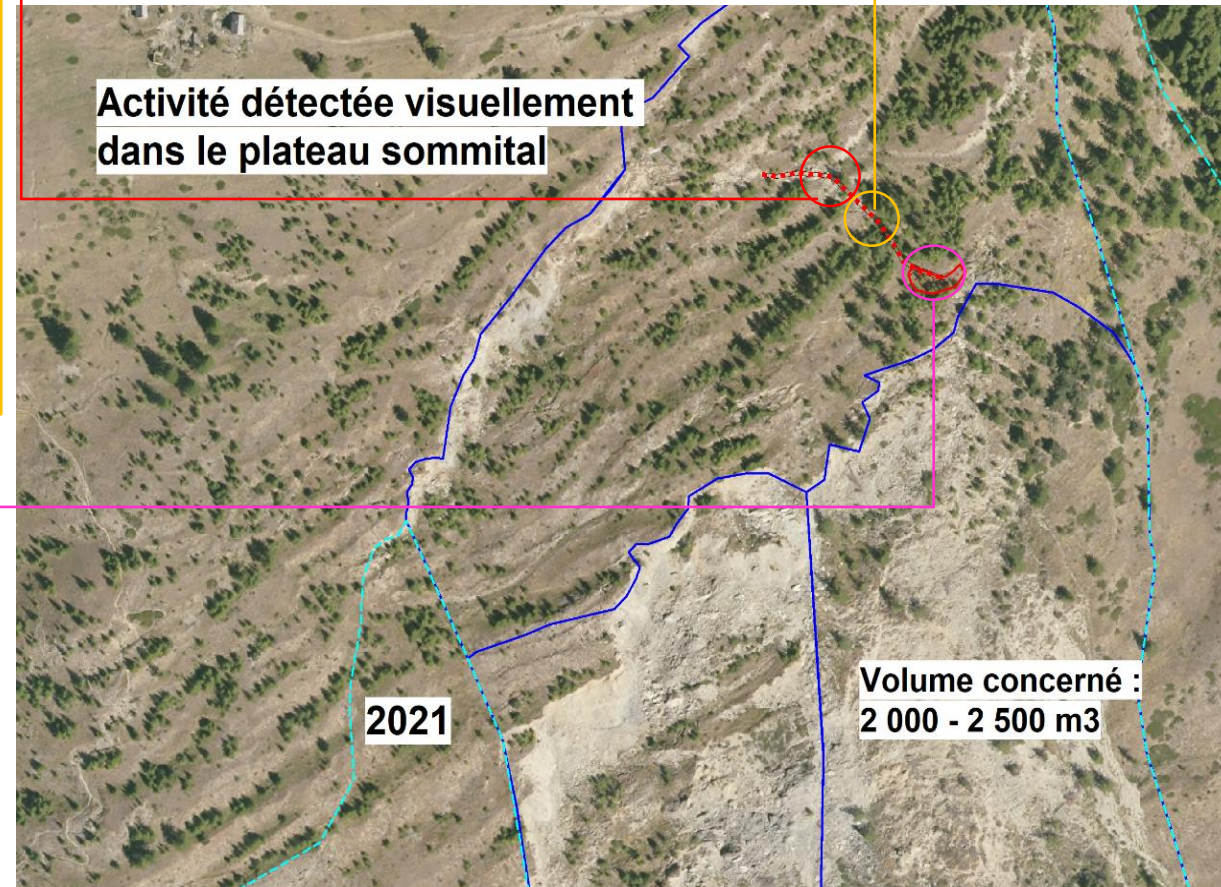 Activité détectée visuellement
dans le plateau sommital
2021
Volume concerné :
2 000 - 2 500 m3